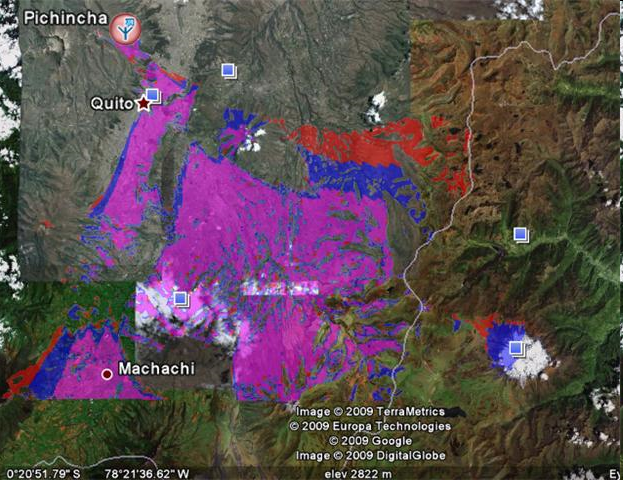 Pichincha
Quito
Machachi
Image © 2009 TerraMetrics
© 2009 Europa Technologies
© 2009 Google
Image © 2009 DigitalGlobe
0°20'51.79" S 78°21'36.62" W elev 2822 m Ey